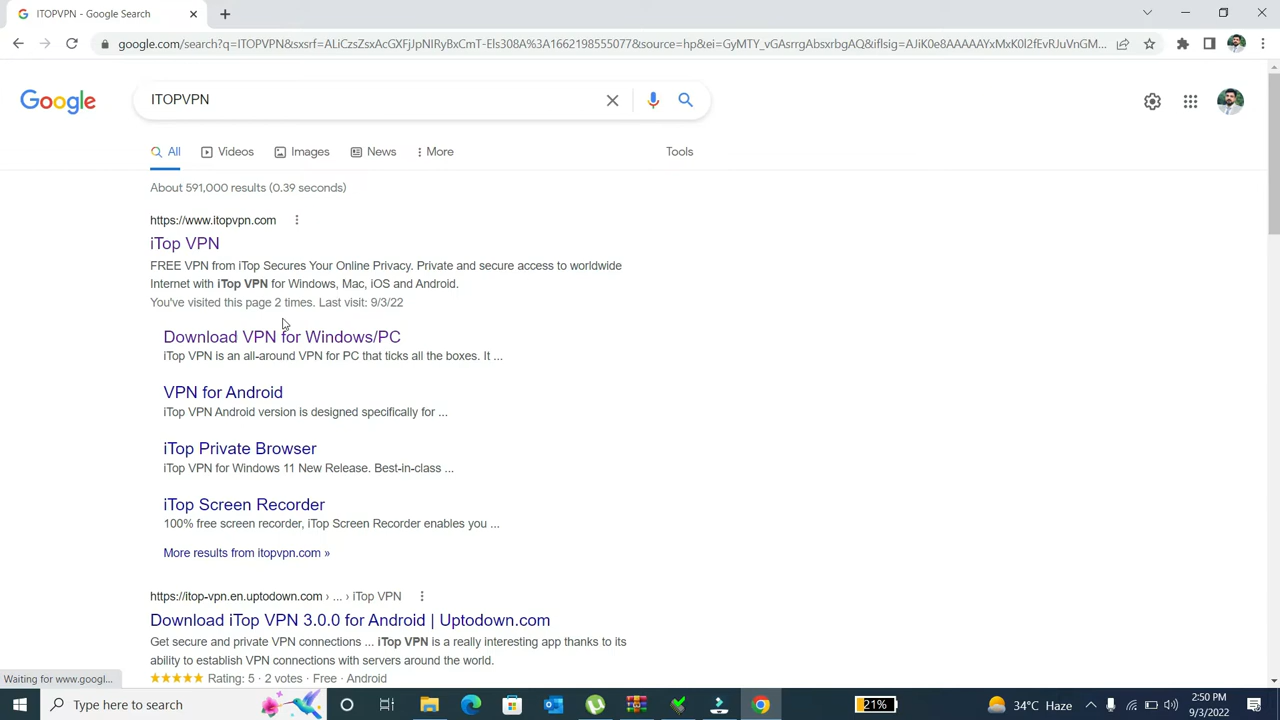 ITOPVPN - Google Search
google.com/search?q=ITOPVPN&sxsrf=ALiCzsZsxAcGXFjJpNIRyBxCmT-Els308A%3A1662198555077&source=hp&ei=GyMTY_vGAsrrgAbsxrbgAQ&iflsig=AJiK0e8AAAAAYxMxK0l2fEvRJuVnGM...
Google
ITOPVPN
All
Videos
Images
News
More
Tools
About 591,000 results (0.39 seconds)
https://www.itopvpn.com
iTop VPN
FREE VPN from iTop Secures Your Online Privacy. Private and secure access to worldwide
Internet with iTop VPN for Windows, Mac, iOS and Android.
You've visited this page 2 times. Last visit: 9/3/22
Download VPN for Windows/PC
iTop VPN is an all-around VPN for PC that ticks all the boxes. It ...
VPN for Android
iTop VPN Android version is designed specifically for ...
iTop Private Browser
iTop VPN for Windows 11 New Release. Best-in-class ...
iTop Screen Recorder
100% free screen recorder, iTop Screen Recorder enables you ...
More results from itopvpn.com »
https://itop-vpn.en.uptodown.com › ... › iTop VPN
Download iTop VPN 3.0.0 for Android | Uptodown.com
Get secure and private VPN connections ... iTop VPN is a really interesting app thanks to its
ability to establish VPN connections with servers around the world.
Rating: 5 · 2 votes · Free · Android
Waiting for www.googl...
Type here to search
21%
34°C Haze
2:50 PM
9/3/2022